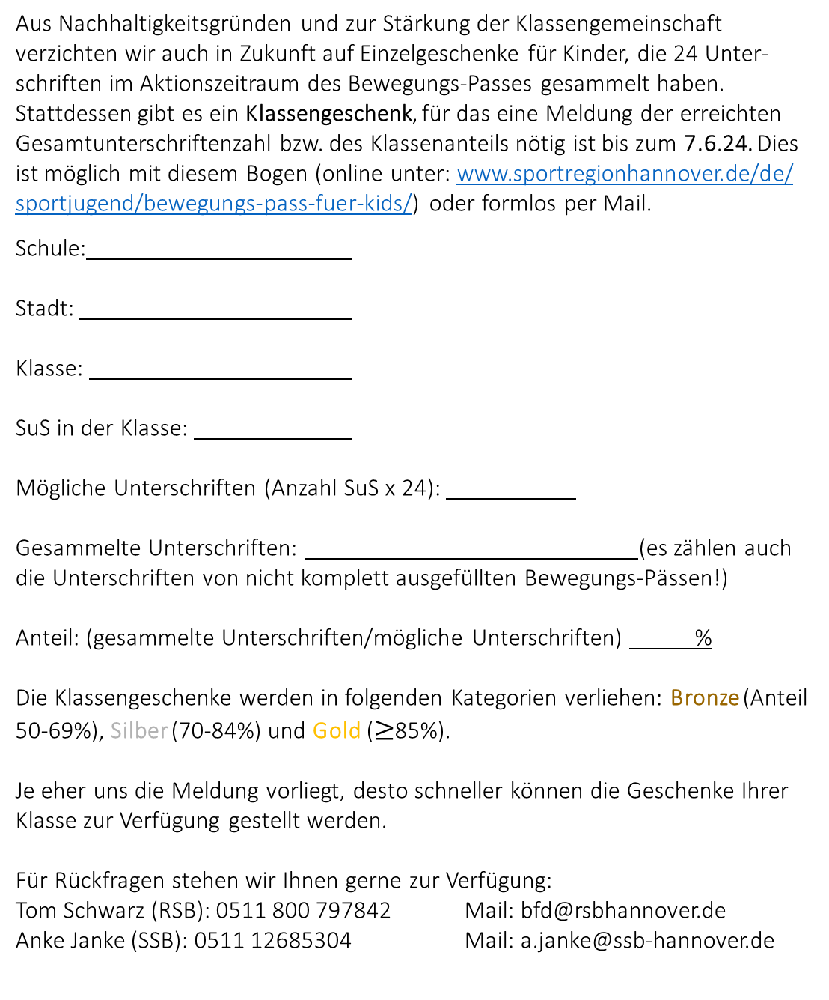 Aus Nachhaltigkeitsgründen und zur Stärkung der Klassengemeinschaft
verzichten wir auch in Zukunft auf Einzelgeschenke für Kinder, die 24 Unter-
schriften im Aktionszeitraum des Bewegungs-Passes gesammelt haben.
Stattdessen gibt es ein Klassengeschenk, für das eine Meldung der erreichten
Gesamtunterschriftenzahl bzw. des Klassenanteils nötig ist bis zum 7.6.24. Dies
ist möglich mit diesem Bogen (online unter: www.sportregionhannover.de/de/
sportjugend/bewegungs-pass-fuer-kids/) oder formlos per Mail.
Schule:
Stadt:
Klasse:
SuS in der Klasse:
Mögliche Unterschriften (Anzahl SuS x 24):
Gesammelte Unterschriften: (es zählen auch
die Unterschriften von nicht komplett ausgefüllten Bewegungs-Pässen!)
Anteil: (gesammelte Unterschriften/mögliche Unterschriften) %
Die Klassengeschenke werden in folgenden Kategorien verliehen: Bronze (Anteil
50-69%), Silber (70-84%) und Gold (≥85%).
Je eher uns die Meldung vorliegt, desto schneller können die Geschenke Ihrer
Klasse zur Verfügung gestellt werden.
Für Rückfragen stehen wir Ihnen gerne zur Verfügung:
Tom Schwarz (RSB): 0511 800 797842 Mail: bfd@rsbhannover.de
Anke Janke (SSB): 0511 12685304 Mail: a.janke@ssb-hannover.de